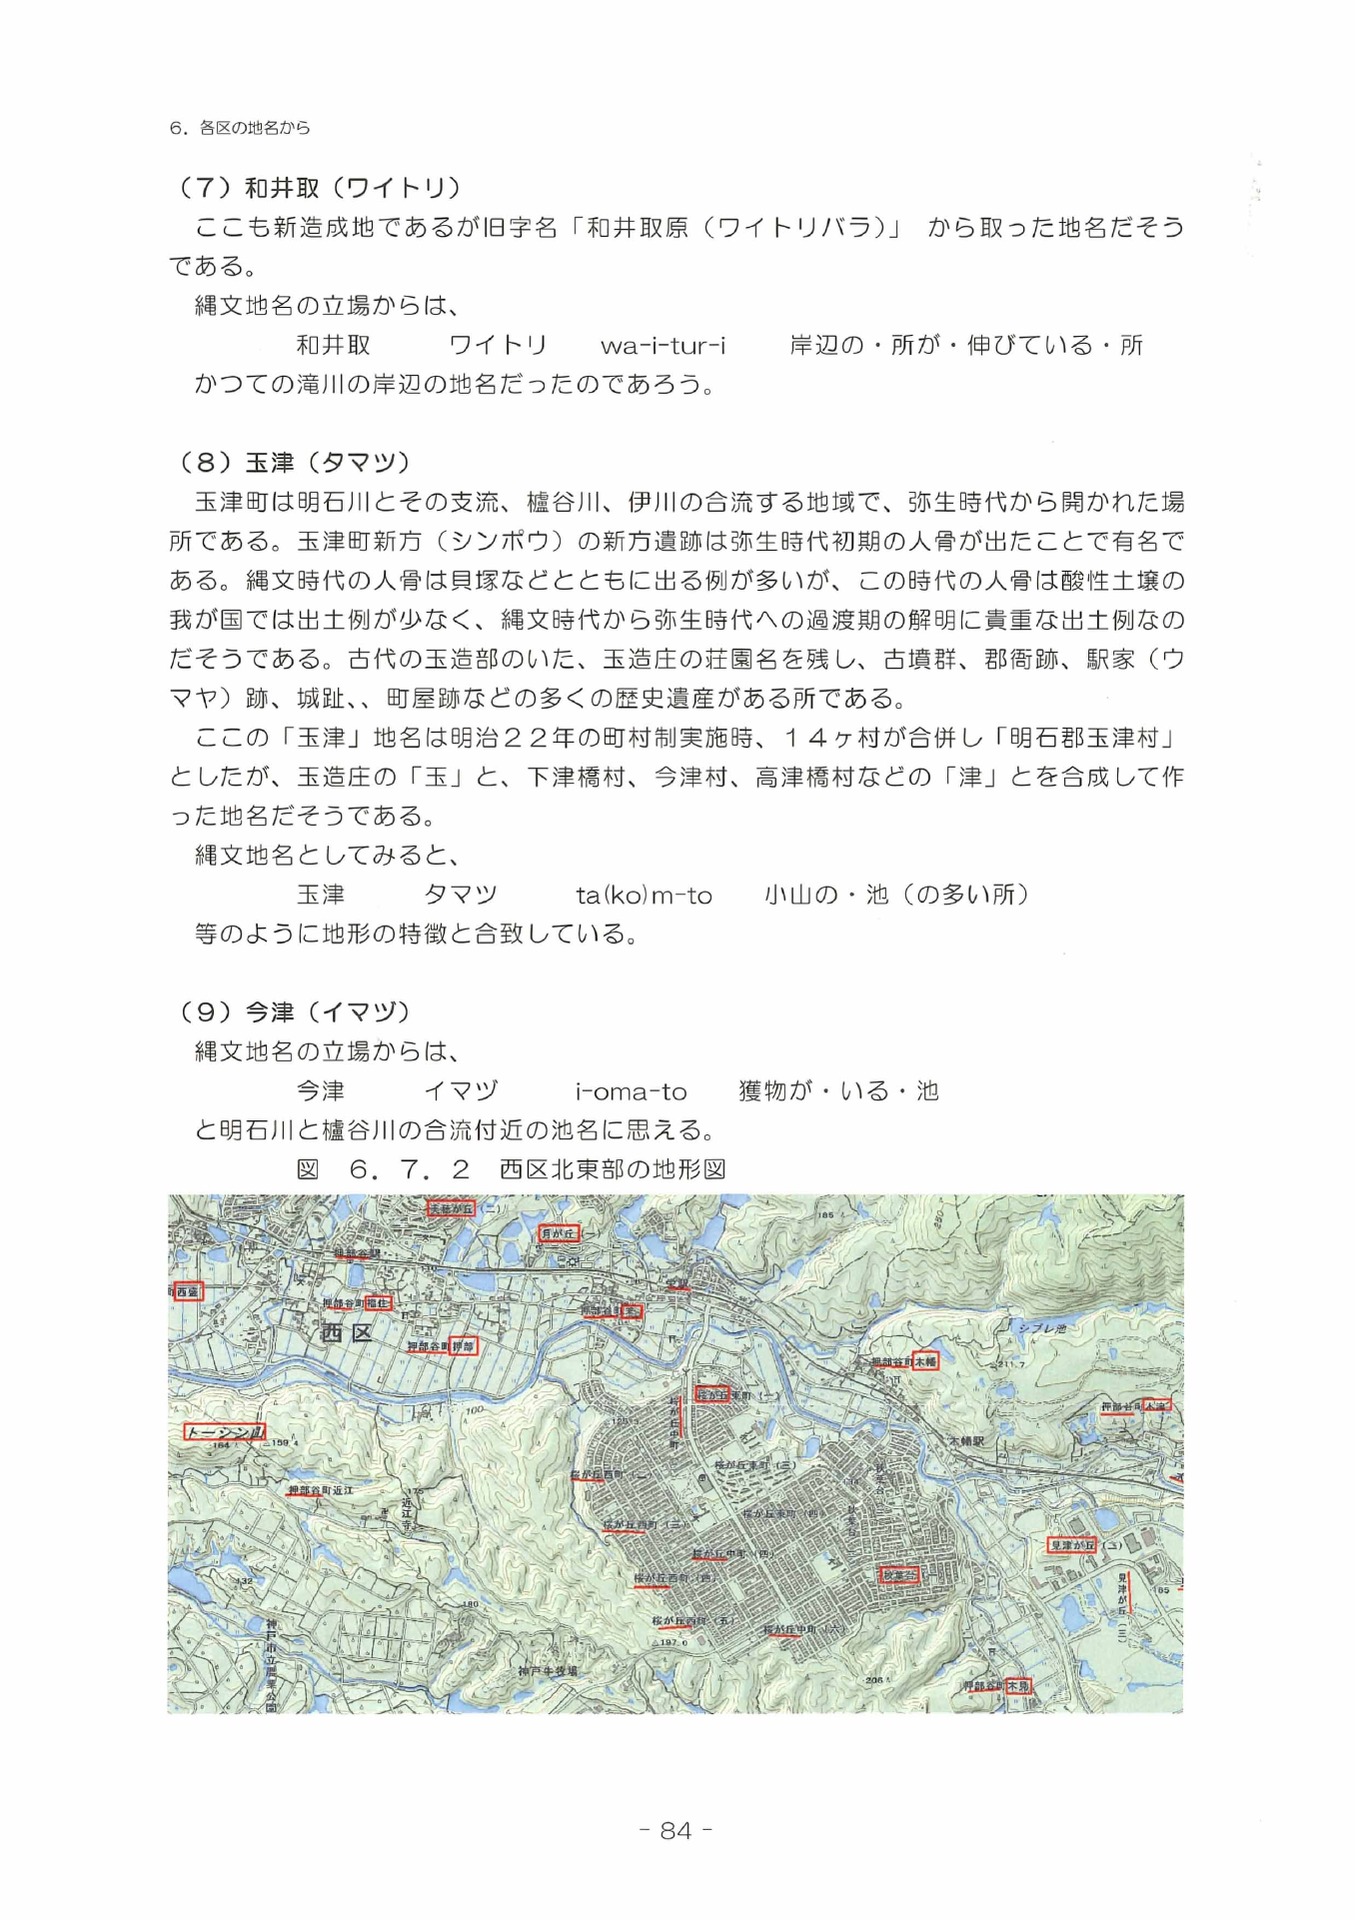 ６．各区の地名から
（７）和井取（ワイトリ）
ここも新造成地であるが旧字名「和井取原（ワイトリバラ）」 から取った地名だそう
である。
縄文地名の立場からは、
和井取　ワイトリ　wa-i-tur-i　岸辺の・所が・伸びている・所
かつての滝川の岸辺の地名だったのであろう。
（８）玉津（タマツ）
玉津町は明石川とその支流、櫨谷川、伊川の合流する地域で、弥生時代から開かれた場
所である。玉津町新方（シンポウ）の新方遺跡は弥生時代初期の人骨が出たことで有名で
ある。縄文時代の人骨は貝塚などとともに出る例が多いが、この時代の人骨は酸性土壌の
我が国では出土例が少なく、縄文時代から弥生時代への過渡期の解明に貴重な出土例なの
だそうである。古代の玉造部のいた、玉造庄の荘園名を残し、古墳群、郡衙跡、駅家（ウ
マヤ）跡、城趾、、町屋跡などの多くの歴史遺産がある所である。
ここの「玉津」地名は明治２２年の町村制実施時、１４ヶ村が合併し「明石郡玉津村」
としたが、玉造庄の「玉」と、下津橋村、今津村、高津橋村などの「津」とを合成して作
った地名だそうである。
縄文地名としてみると、
玉津　タマツ　ta(ko)m-to　小山の・池（の多い所）
等のように地形の特徴と合致している。
（９）今津（イマヅ）
縄文地名の立場からは、
今津　イマヅ　i-oma-to　獲物が・いる・池
と明石川と櫨谷川の合流付近の池名に思える。
図　６．７．２　西区北東部の地形図
月が丘
185
250
西盛
押部谷町福住
西区
押部谷町押部
シブレ池
押部谷町木幡
211.7
桜が丘東町（一）
桜が丘中町
100
トーシン山
184
159.4
木幡駅
押部谷町木津
桜が丘東町（三）
桜が丘西町
押部谷町近江
175
近江寺
桜が丘東町（四）
桜が丘西町（三）
見津が丘
桜が丘中町（四）
秋葉台
桜が丘西町（四）
132
180
185
見津が丘（三）
桜が丘西町（五）
桜が丘中町（六）
197.0
神戸市立農業公園
神戸牛牧場
206
押部谷町木見
- 84 -